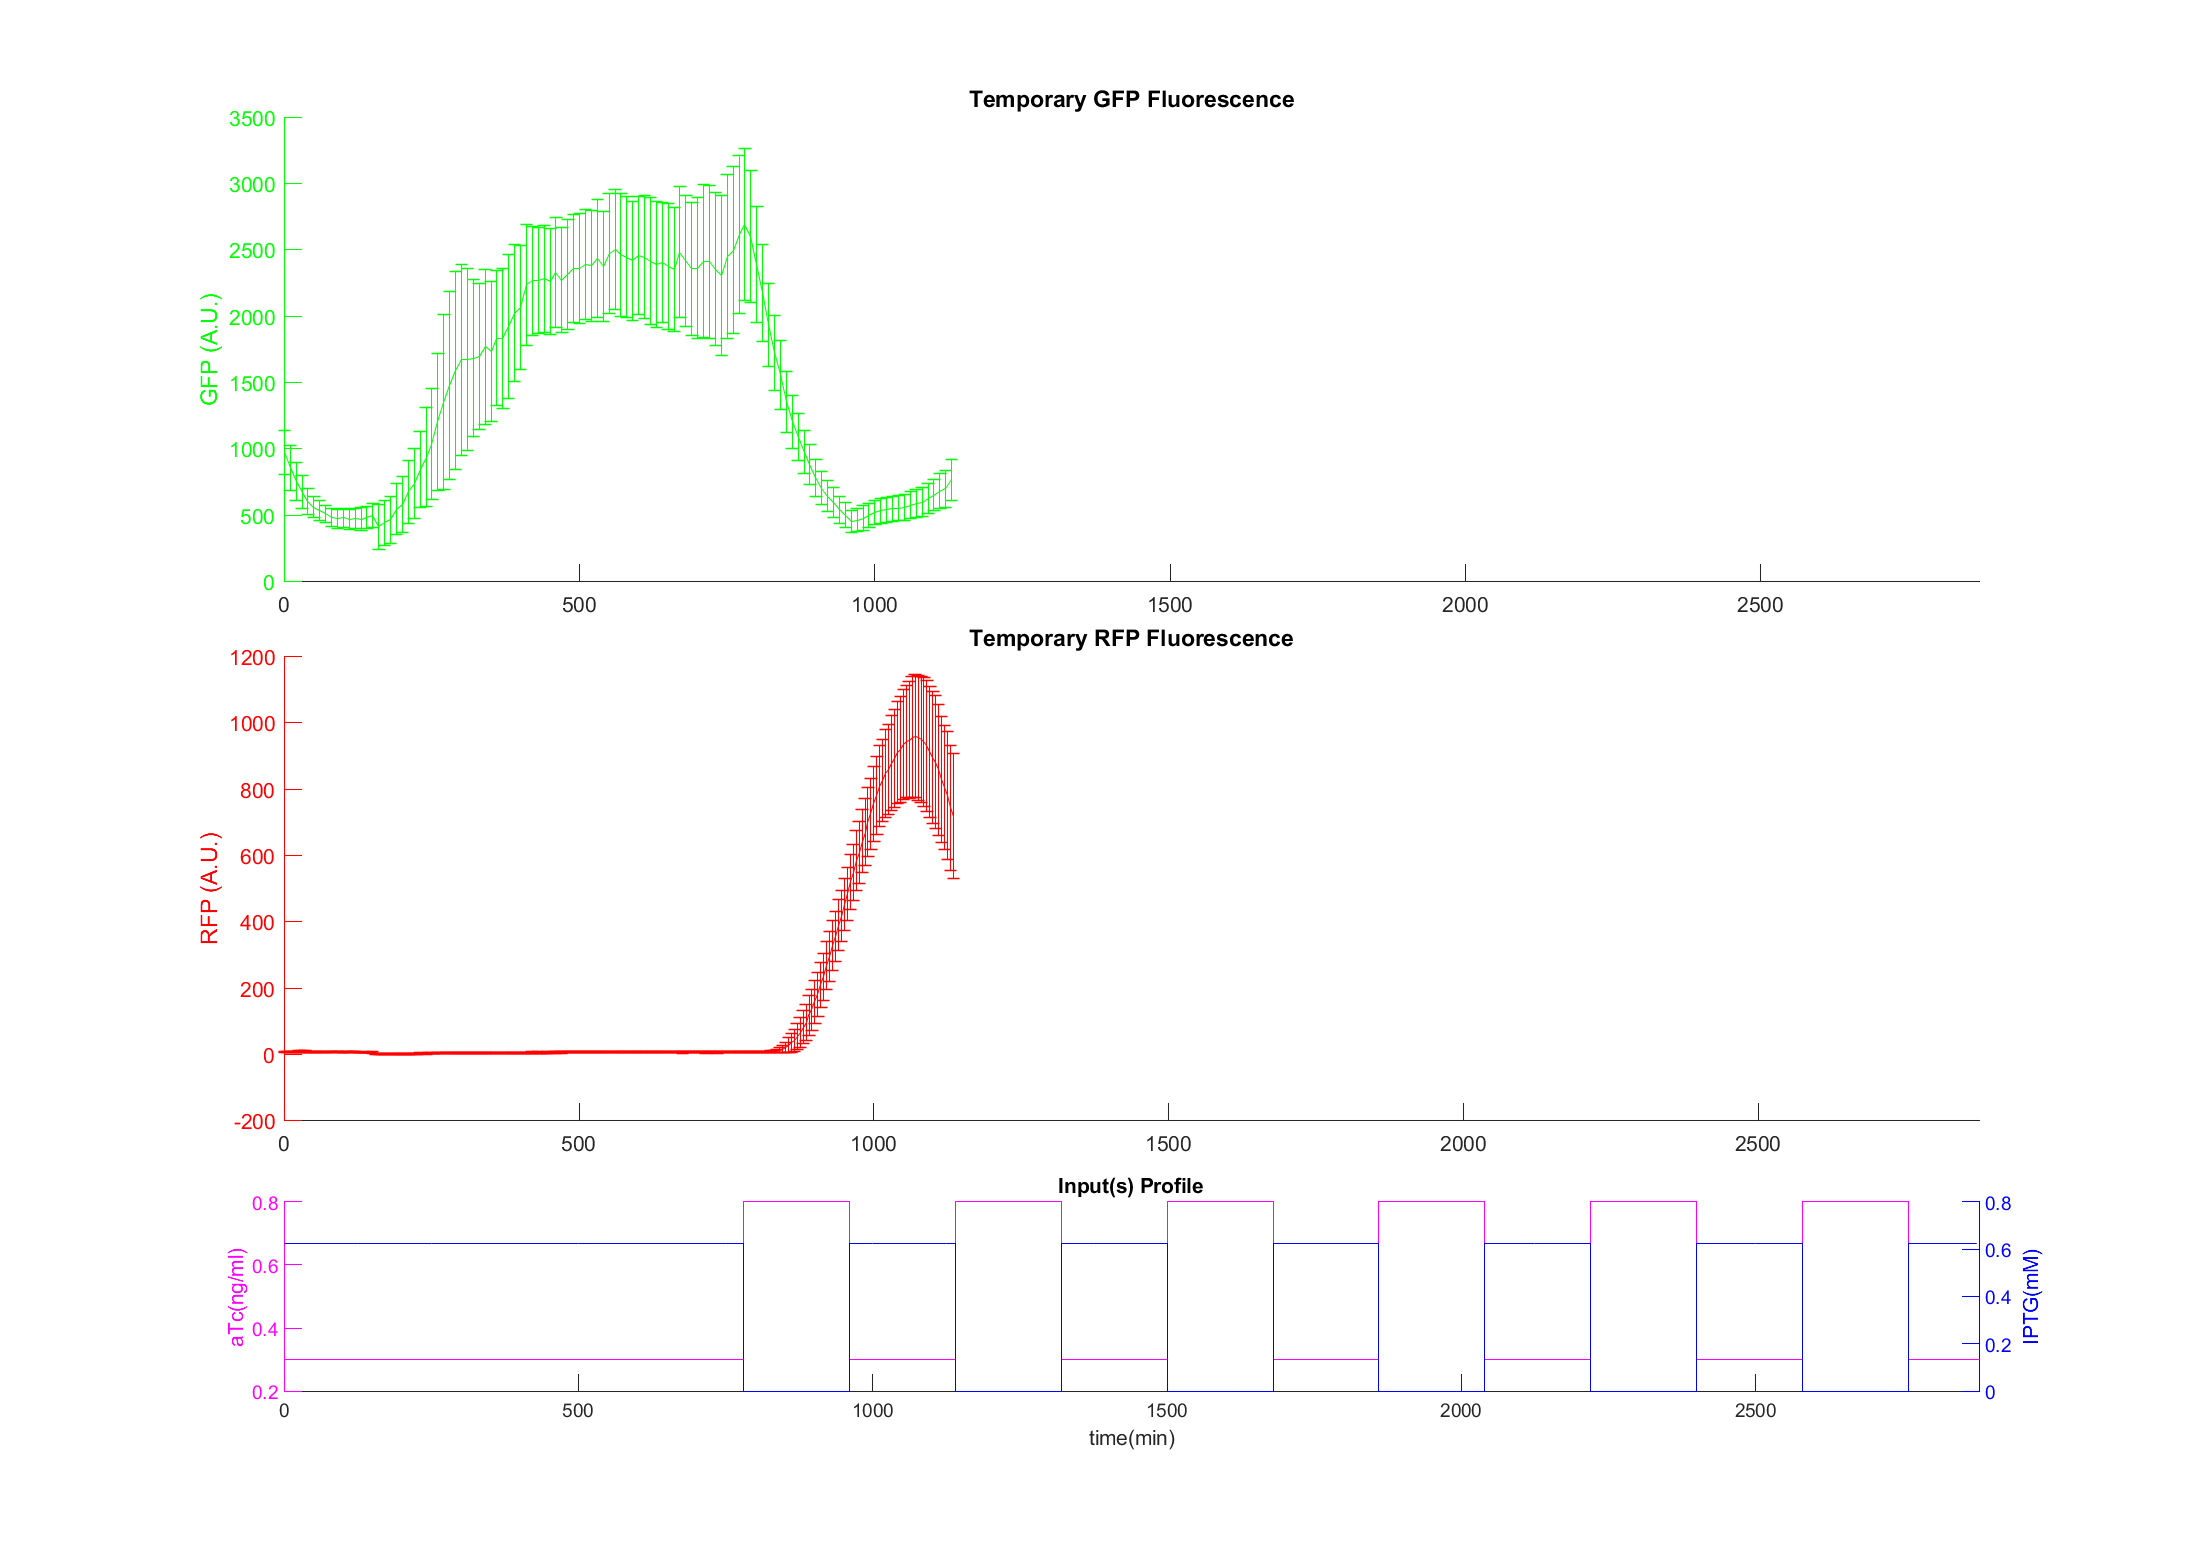 Temporary GFP Fluorescence
3500
3000
2500
2000
1500
1000
500
0
GFP (A.U.)
0 500 1000 1500 2000 2500
Temporary RFP Fluorescence
1200
1000
800
600
400
200
0
-200
RFP (A.U.)
0 500 1000 1500 2000 2500
Input(s) Profile
0.8
0.6
0.4
0.2
aTc(ng/ml)
0.8
0.6
0.4
0.2
0
IPTG(mM)
0 500 1000 1500 2000 2500
time(min)